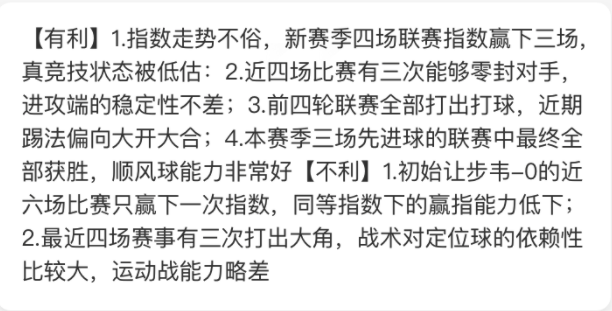 【有利】1.指数走势不俗，新赛季四场联赛指数赢下三场，
真竞技状态被低估：2.近四场比赛有三次能够零封对手，
进攻端的稳定性不差；3.前四轮联赛全部打出打球，近期
踢法偏向大开大合；4.本赛季三场先进球的联赛中最终全
部获胜，顺风球能力非常好【不利】1.初始让步韦-0的近
六场比赛只赢下一次指数，同等指数下的赢指能力低下；
2.最近四场赛事有三次打出大角，战术对定位球的依赖性
比较大，运动战能力略差